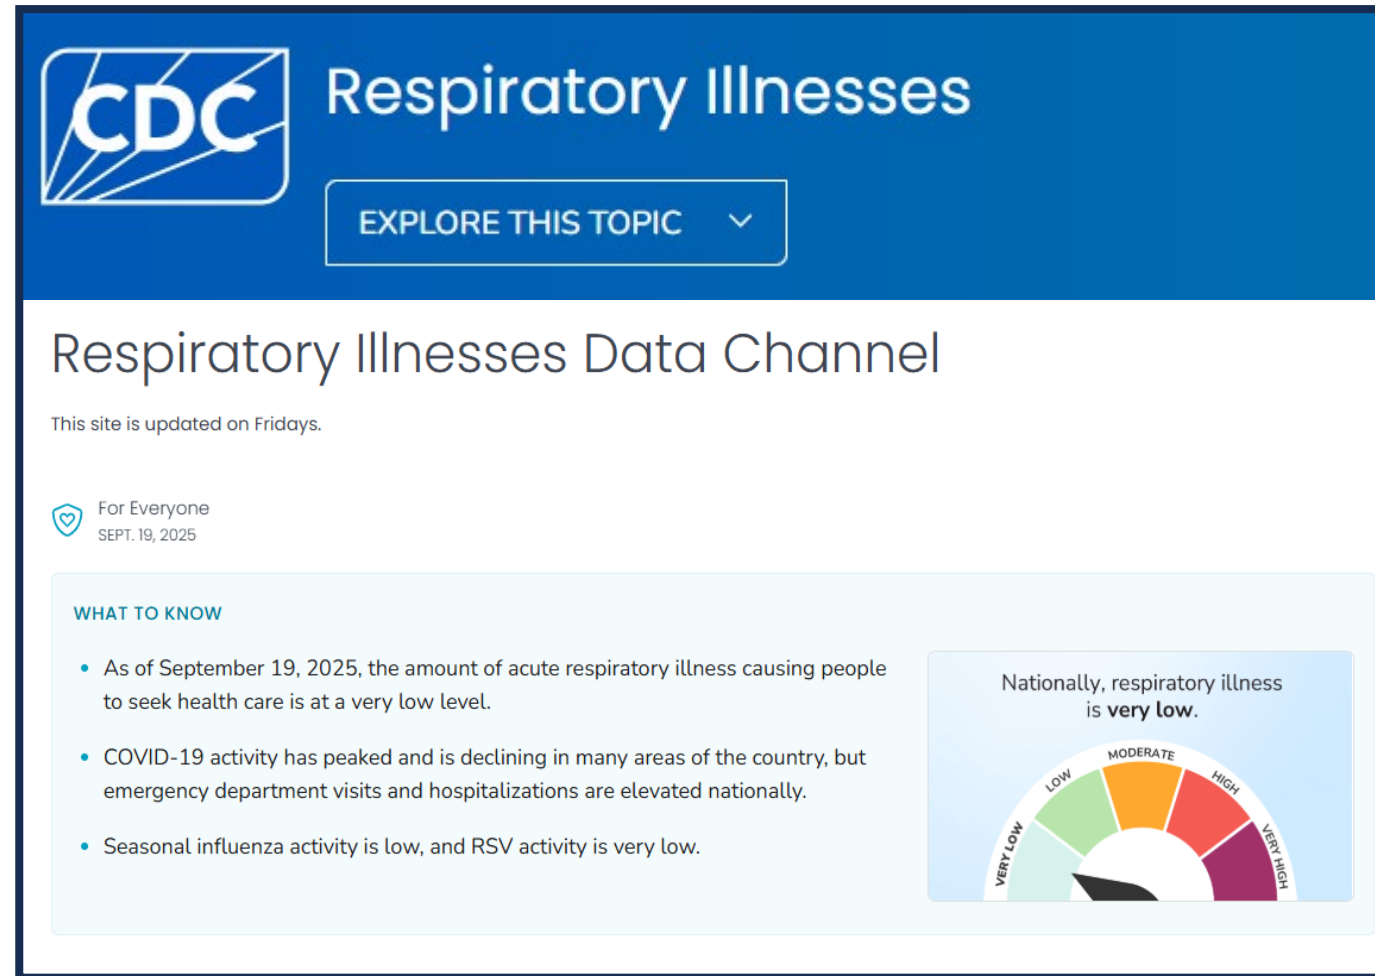 CDC
Respiratory Illnesses
EXPLORE THIS TOPIC
Respiratory Illnesses Data Channel
This site is updated on Fridays.
For Everyone
SEPT. 19, 2025
WHAT TO KNOW
• As of September 19, 2025, the amount of acute respiratory illness causing people
to seek health care is at a very low level.
• COVID-19 activity has peaked and is declining in many areas of the country, but
emergency department visits and hospitalizations are elevated nationally.
• Seasonal influenza activity is low, and RSV activity is very low.
Nationally, respiratory illness
is very low.
VERY LOW
LOW
MODERATE
HIGH
VERY HIGH